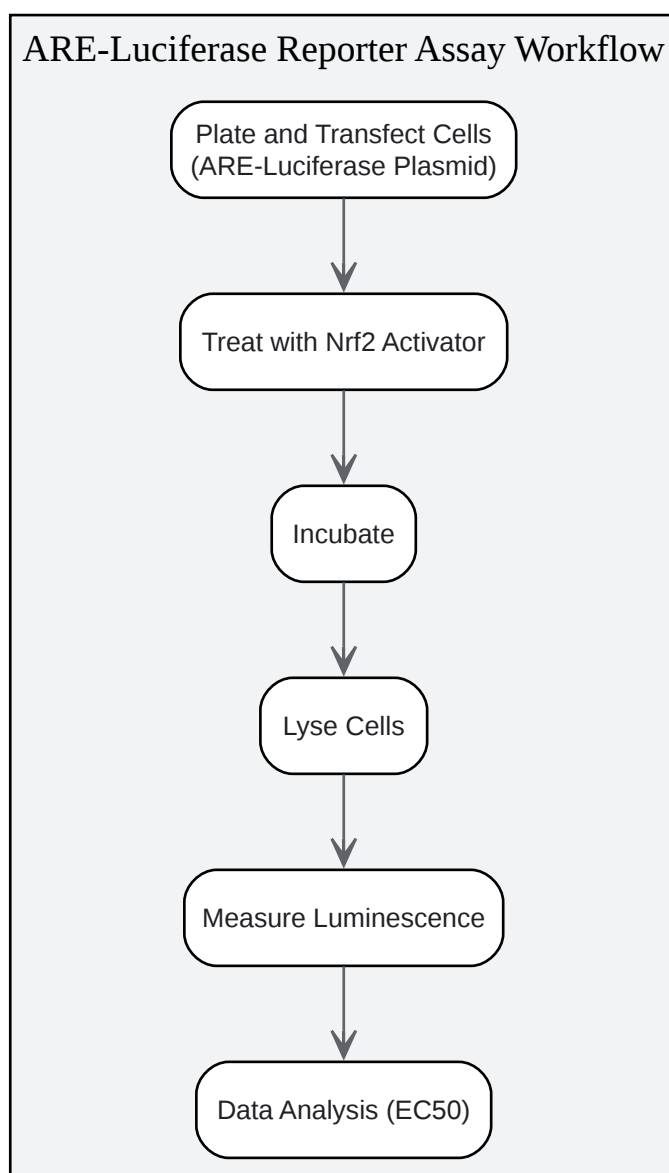 ARE-Luciferase Reporter Assay Workflow
Plate and Transfect Cells
(ARE-Luciferase Plasmid)
Treat with Nrf2 Activator
Incubate
Lyse Cells
Measure Luminescence
Data Analysis (EC50)